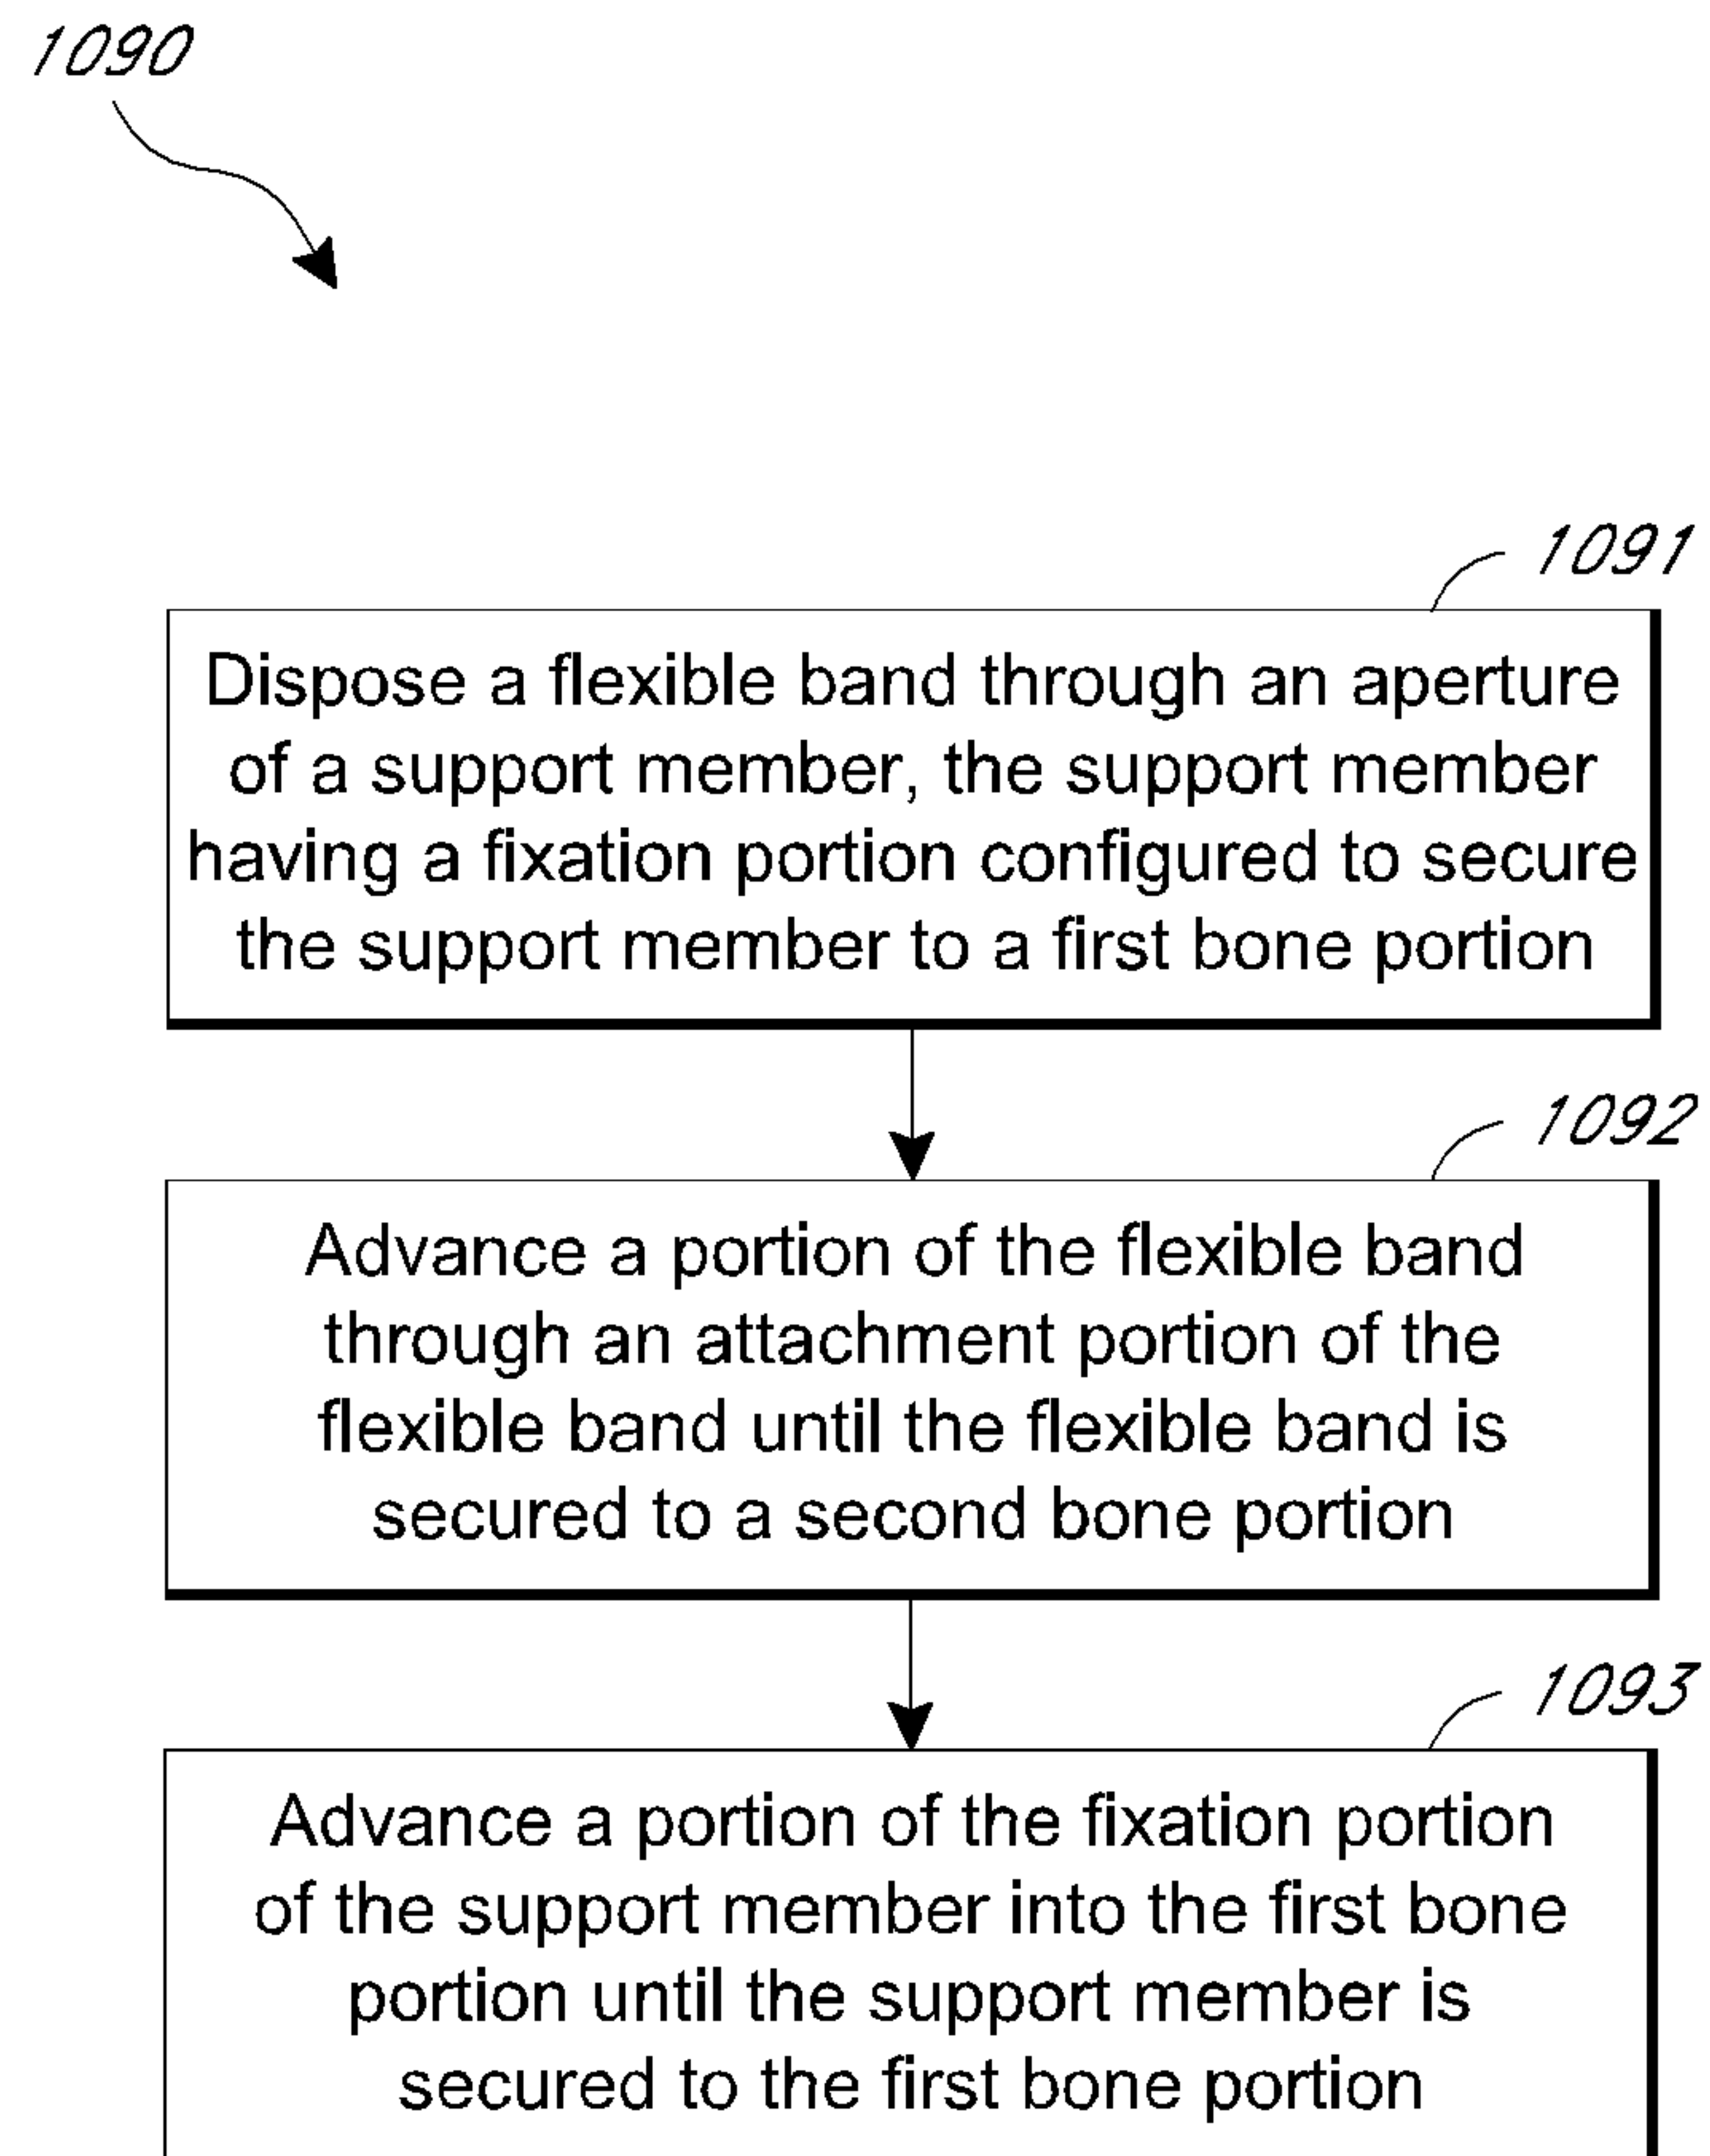 1090
1091
Dispose a flexible band through an aperture
of a support member, the support member
having a fixation portion configured to secure
the support member to a first bone portion
1092
Advance a portion of the flexible band
through an attachment portion of the
flexible band until the flexible band is
secured to a second bone portion
1093
Advance a portion of the fixation portion
of the support member into the first bone
portion until the support member is
secured to the first bone portion